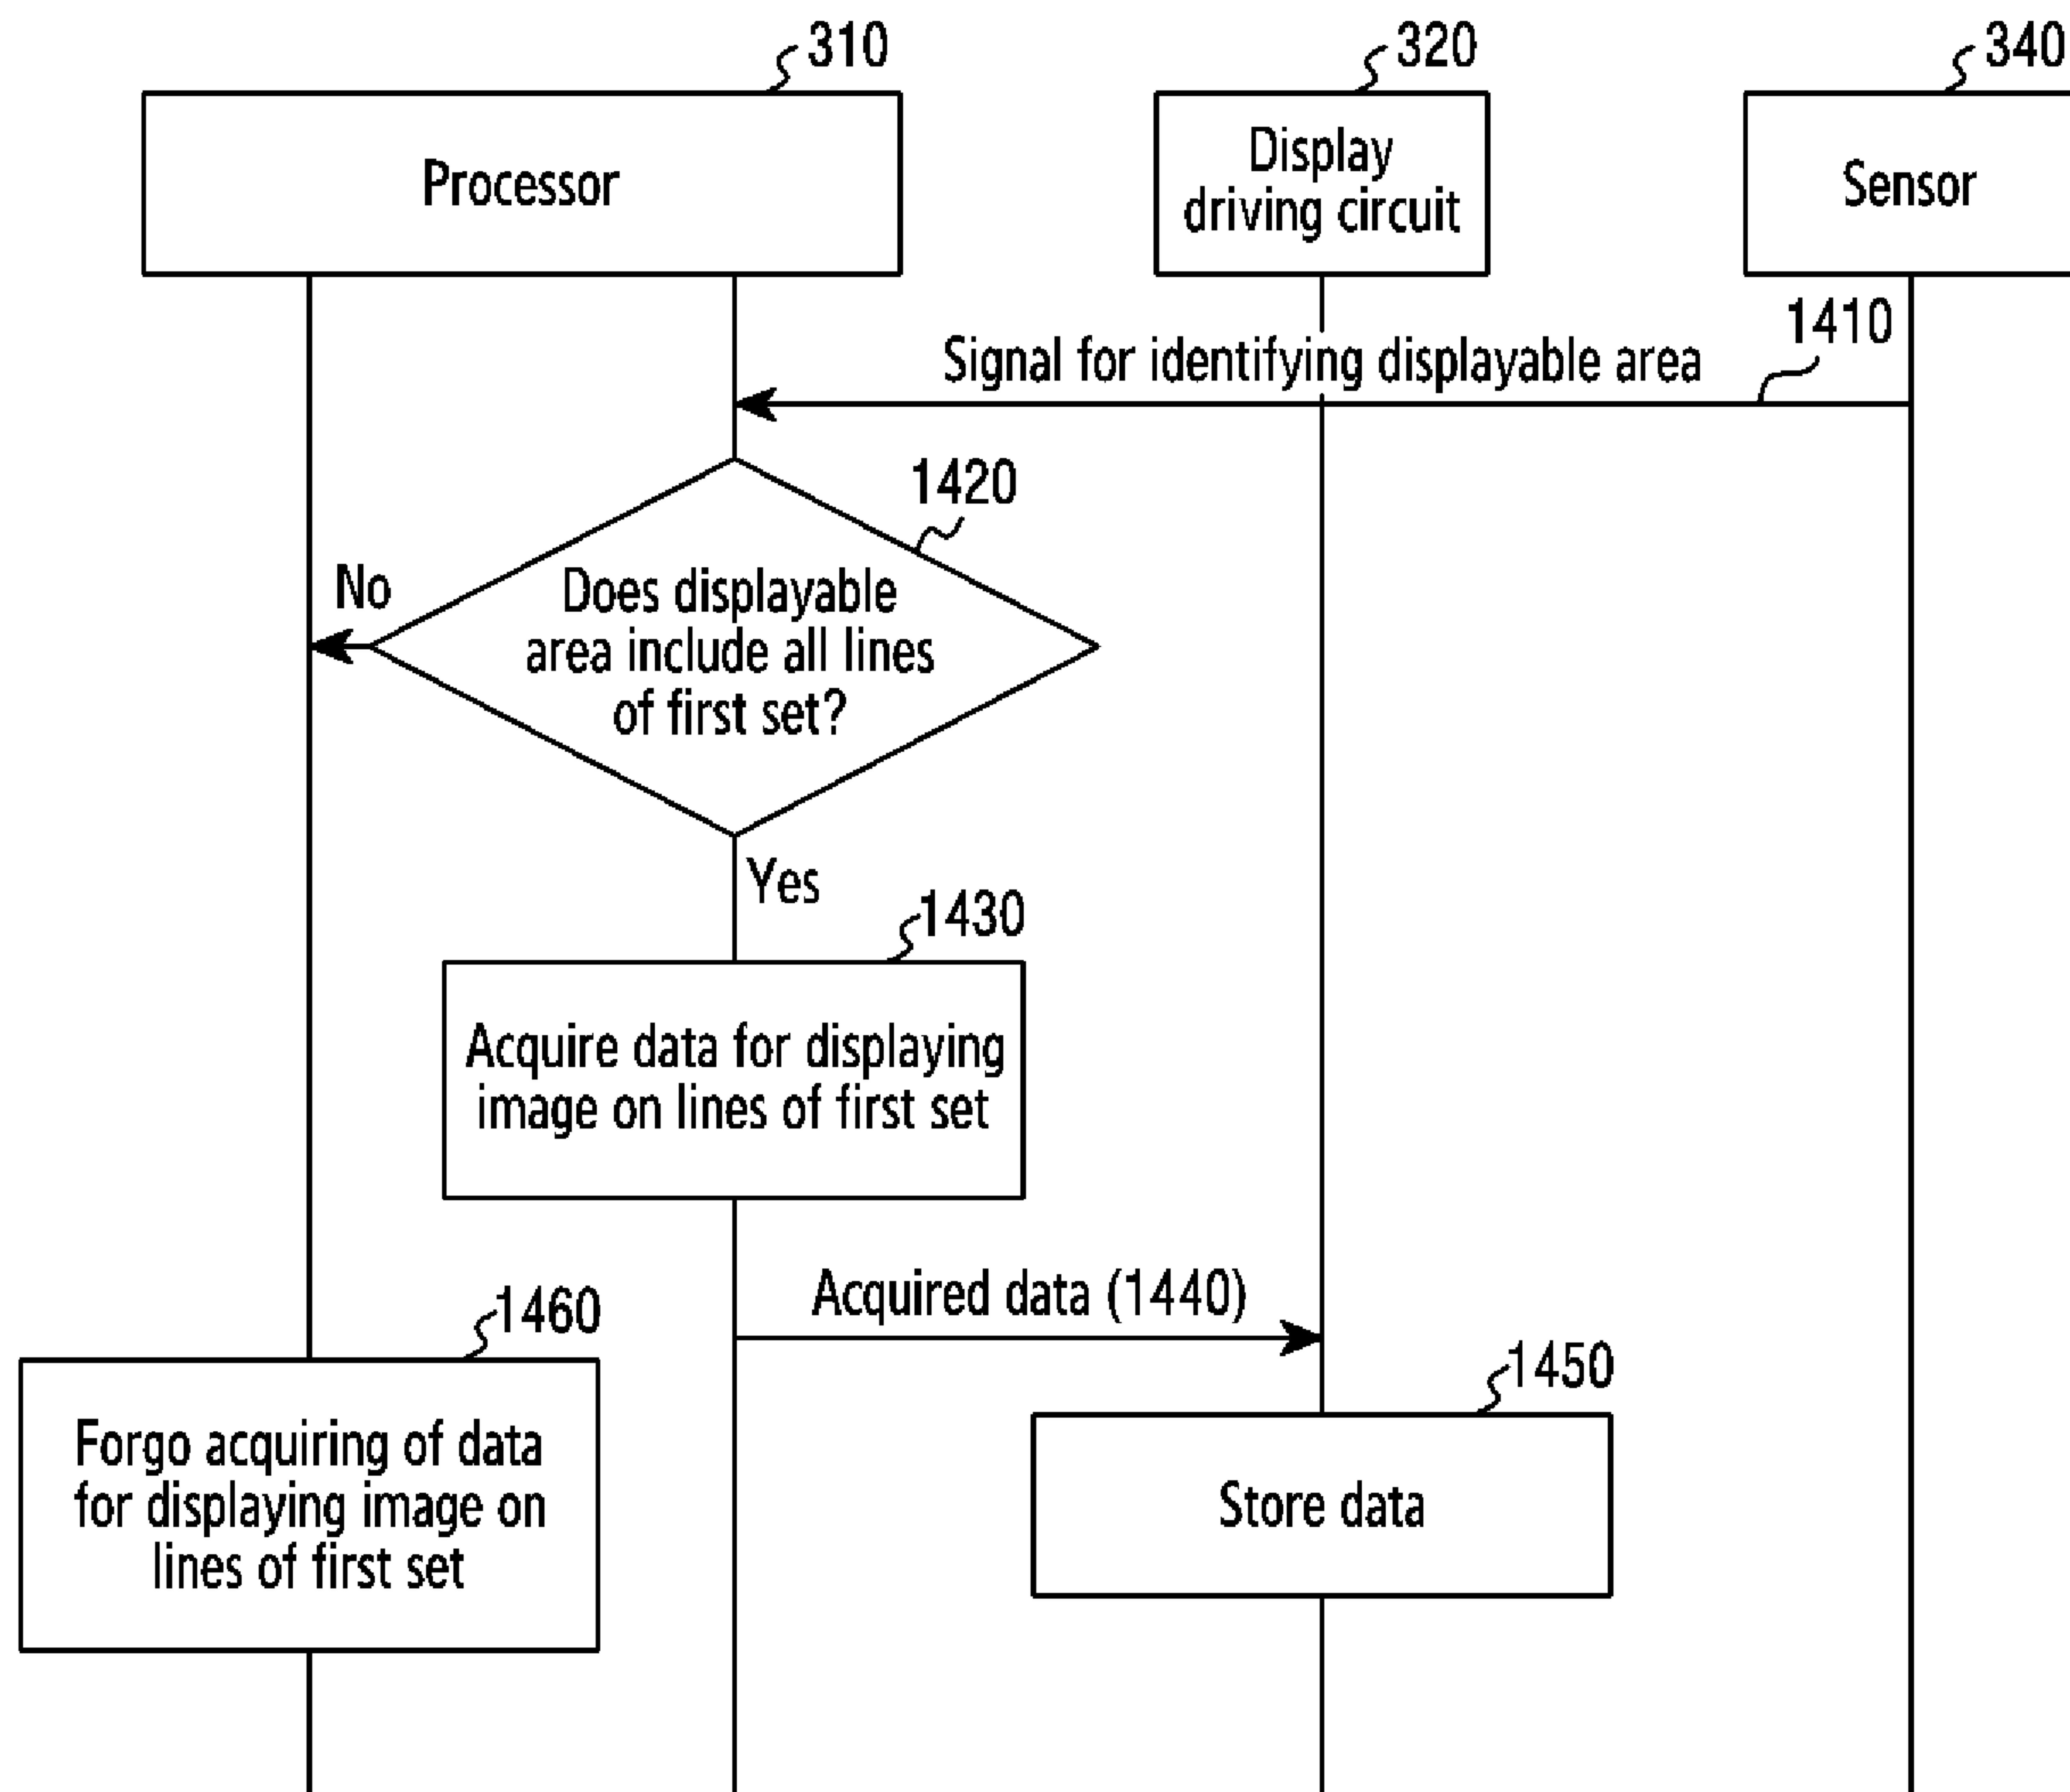 310
320
340
Processor
Display
driving circuit
Sensor
1410
Signal for identifying displayable area
1420
No
Does displayable
area include all lines
of first set?
Yes
1430
Acquire data for displaying
image on lines of first set
Acquired data (1440)
1460
1450
Forgo acquiring of data
for displaying image on
lines of first set
Store data